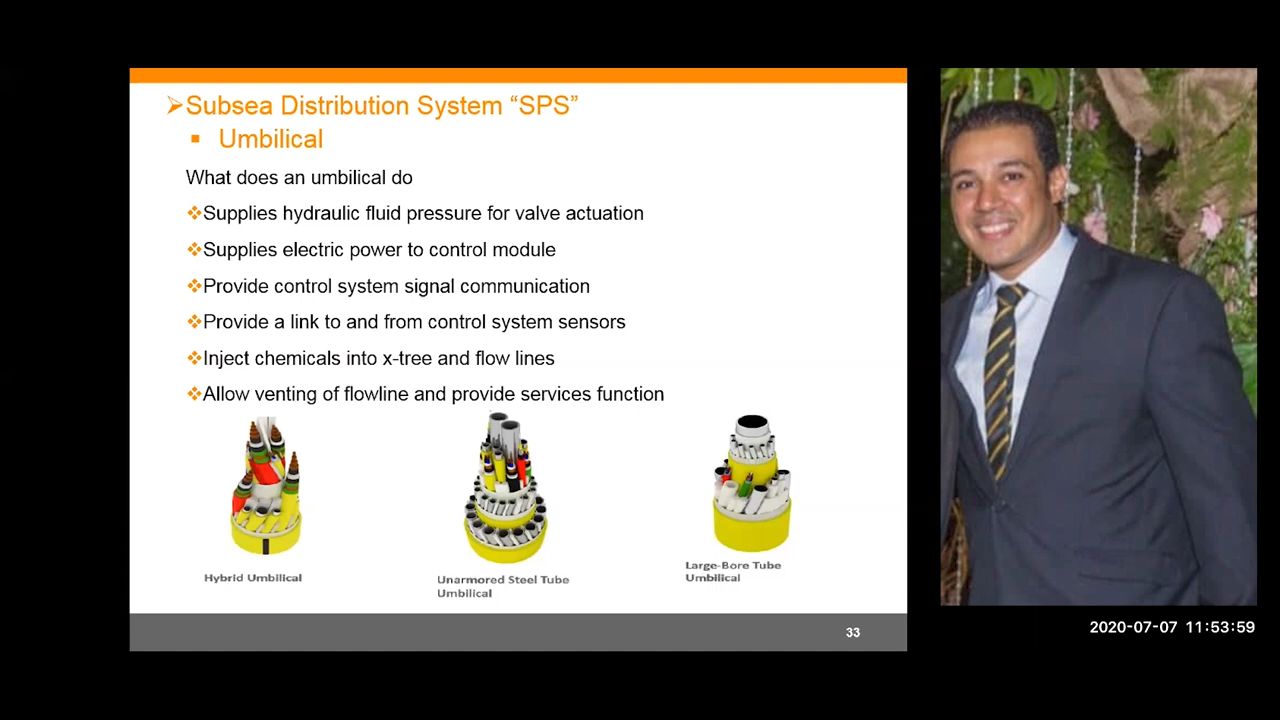 Subsea Distribution System “SPS”
Umbilical
What does an umbilical do
Supplies hydraulic fluid pressure for valve actuation
Supplies electric power to control module
Provide control system signal communication
Provide a link to and from control system sensors
Inject chemicals into x-tree and flow lines
Allow venting of flowline and provide services function
Hybrid Umbilical
Unarmored Steel Tube
Umbilical
Large-Bore Tube
Umbilical
33
2020-07-07 11:53:59